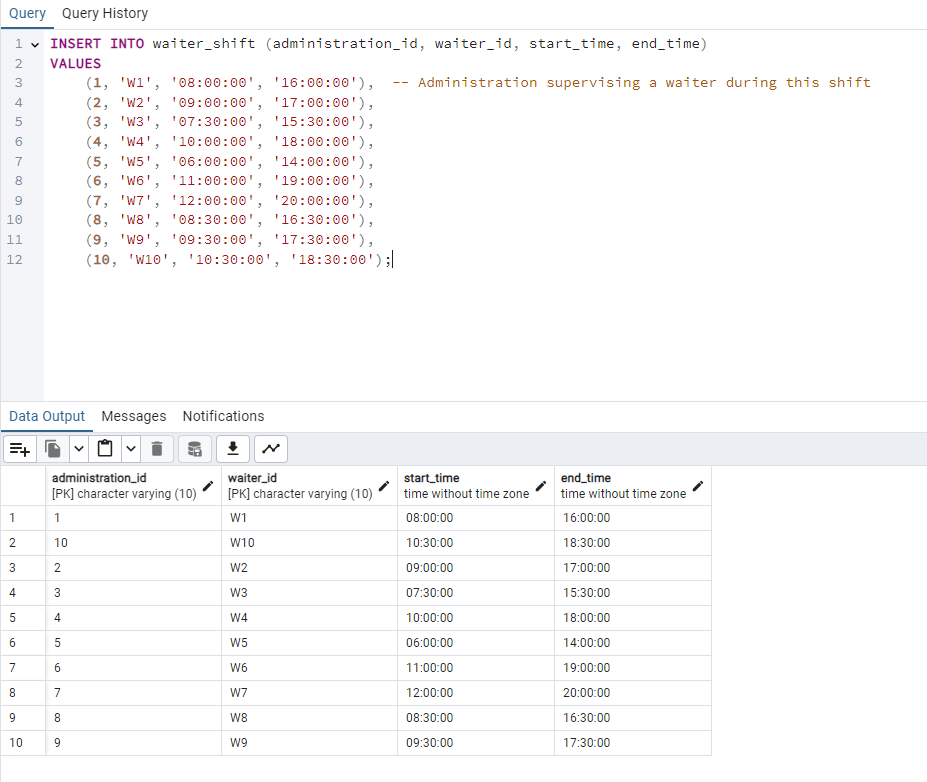 Query Query History
1 INSERT INTO waiter_shift (administration_id, waiter_id, start_time, end_time)
2 VALUES
3 (1, 'W1', '08:00:00', '16:00:00'), -- Administration supervising a waiter during this shift
4 (2, 'W2', '09:00:00', '17:00:00'),
5 (3, 'W3', '07:30:00', '15:30:00'),
6 (4, 'W4', '10:00:00', '18:00:00'),
7 (5, 'W5', '06:00:00', '14:00:00'),
8 (6, 'W6', '11:00:00', '19:00:00'),
9 (7, 'W7', '12:00:00', '20:00:00'),
10 (8, 'W8', '08:30:00', '16:30:00'),
11 (9, 'W9', '09:30:00', '17:30:00'),
12 (10, 'W10', '10:30:00', '18:30:00');
Data Output Messages Notifications
administration_id waiter_id start_time end_time
[PK] character varying (10) [PK] character varying (10) time without time zone time without time zone
1 1 W1 08:00:00 16:00:00
2 10 W10 10:30:00 18:30:00
3 2 W2 09:00:00 17:00:00
4 3 W3 07:30:00 15:30:00
5 4 W4 10:00:00 18:00:00
6 5 W5 06:00:00 14:00:00
7 6 W6 11:00:00 19:00:00
8 7 W7 12:00:00 20:00:00
9 8 W8 08:30:00 16:30:00
10 9 W9 09:30:00 17:30:00